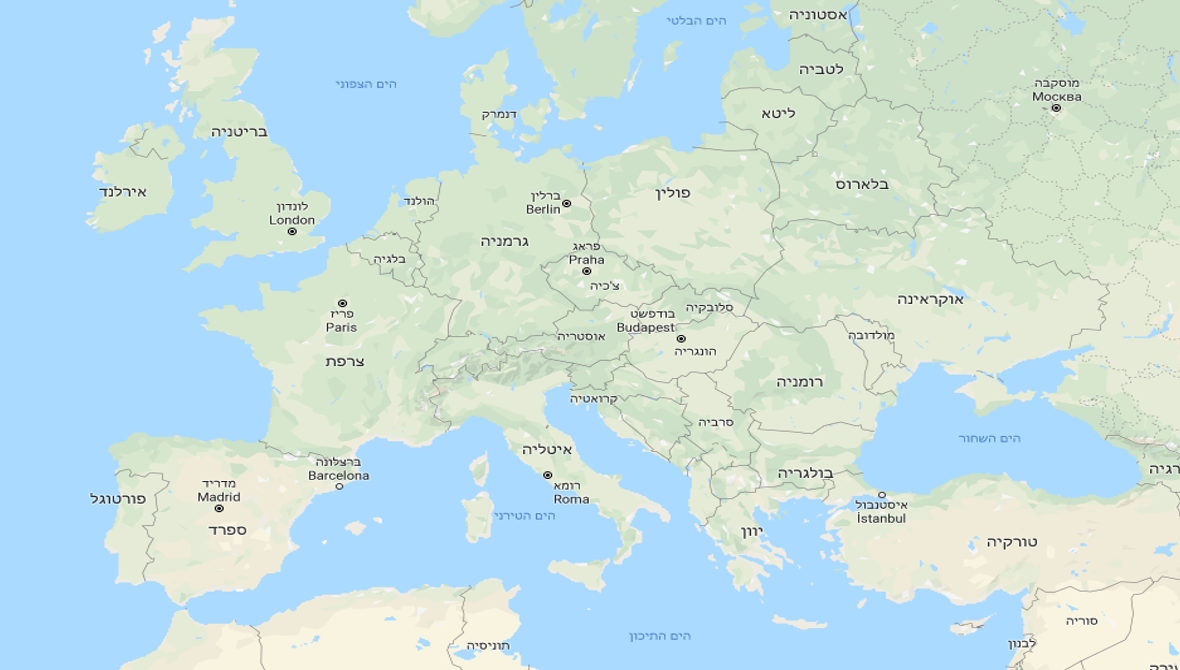 אסטוניה
הים הבלטי
לטביה
הים הצפוני
מוסקבה
Москва
דנמרק
ליטא
בריטניה
אירלנד
בלארוס
פולין
ברלין
Berlin
הולנד
לונדון
London
גרמניה
פראג
Praha
בלגיה
צ'כיה
אוקראינה
פריז
Paris
סלובקיה
בודפשט
Budapest
אוסטריה
מולדובה
הונגריה
צרפת
רומניה
קרואטיה
סרביה
הים השחור
איטליה
ברצלונה
Barcelona
בולגריה
רגיה
מדריד
Madrid
פורטוגל
רומא
Roma
איסטנבול
İstanbul
הים הטירני
ספרד
יוון
טורקיה
סוריה
הים התיכון
תוניסיה
לבנון